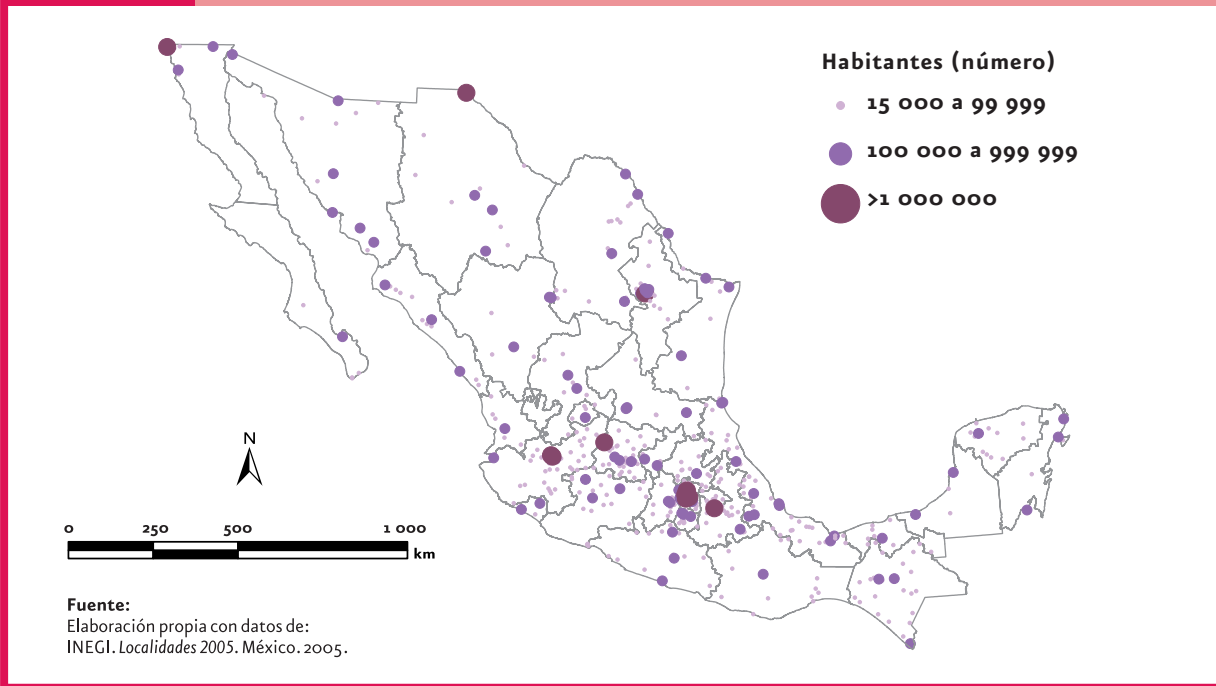 Habitantes (número)
15 000 a 99 999
100 000 a 999 999
>1 000 000
N
0 250 500 1 000
km
Fuente:
Elaboración propia con datos de:
INEGI. Localidades 2005. México. 2005.